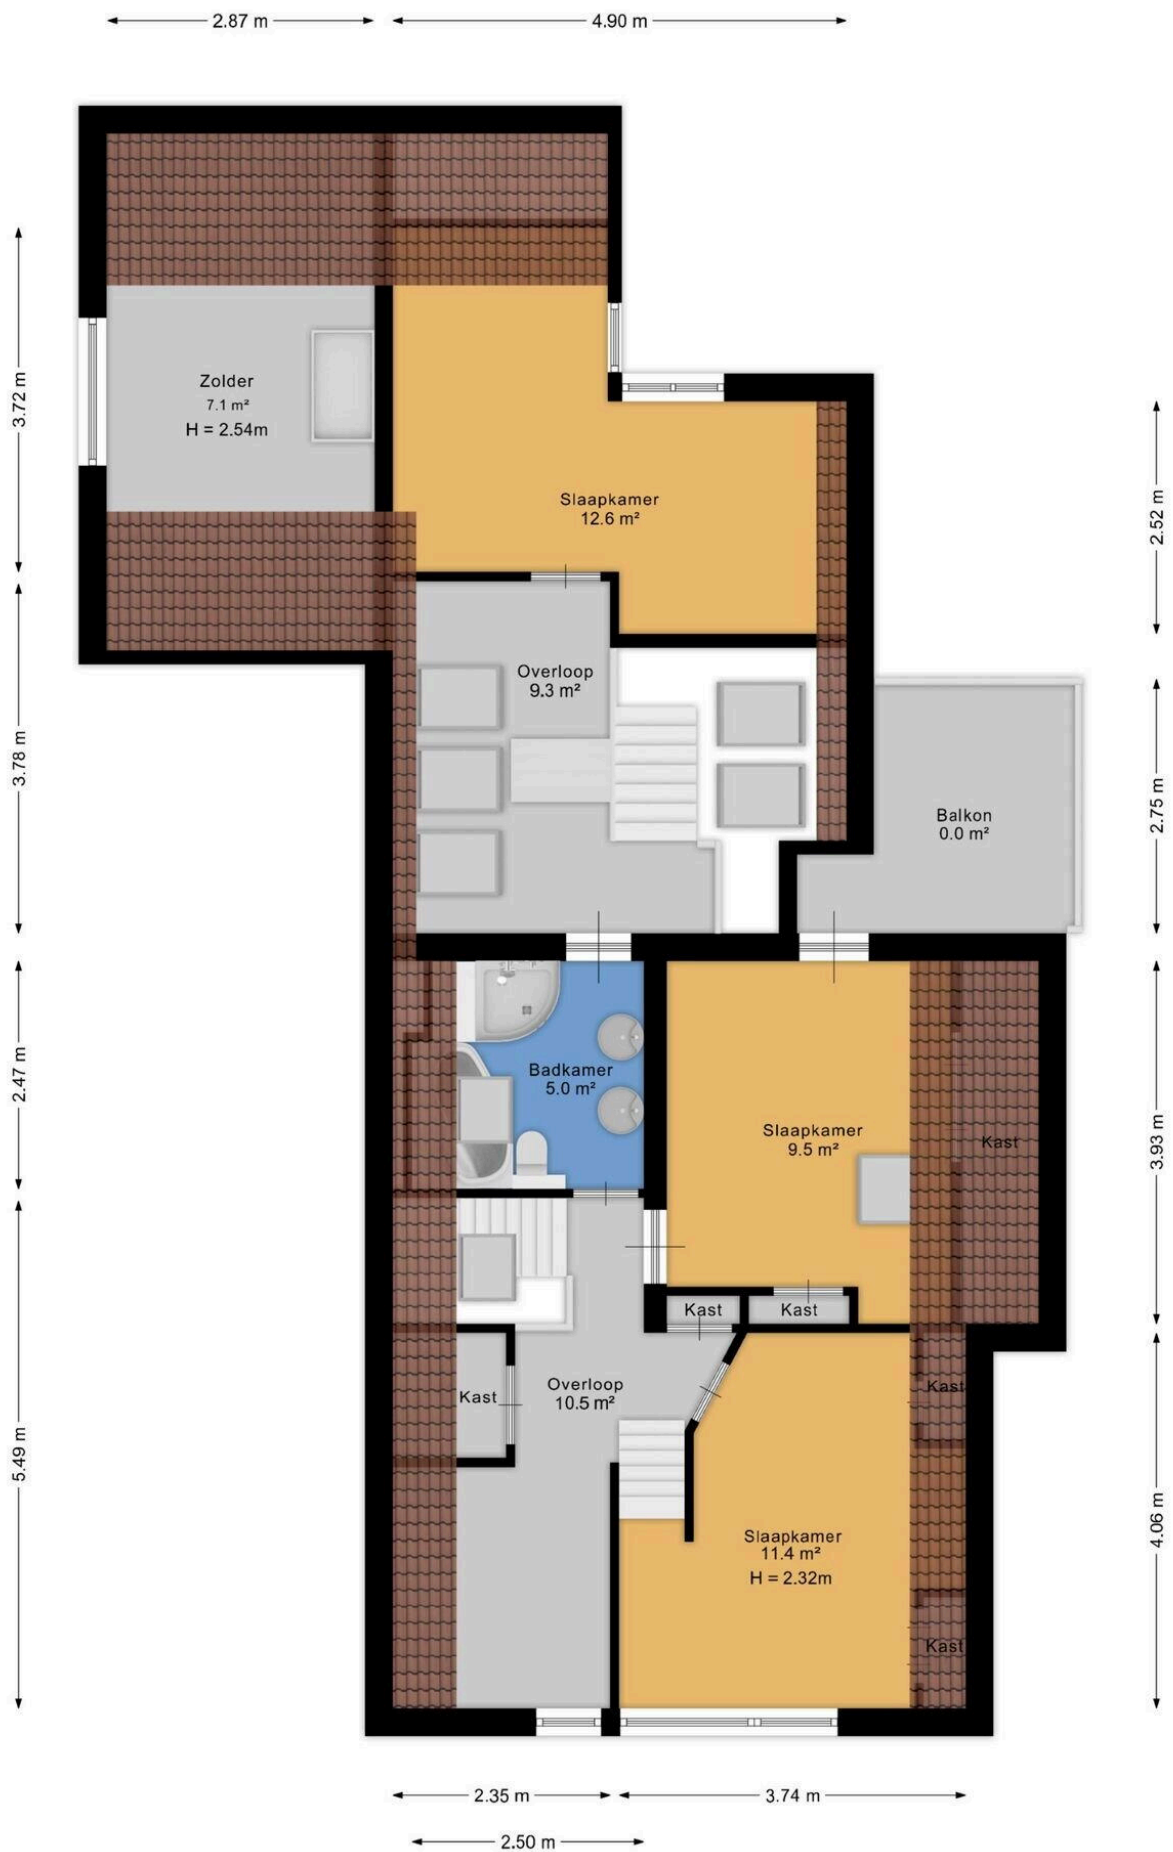 2.87 m
4.90 m
3.72 m
Zolder
7.1 m²
H = 2.54m
Slaapkamer
12.6 m²
2.52 m
3.78 m
Overloop
9.3 m²
Balkon
0.0 m²
2.75 m
2.47 m
Badkamer
5.0 m²
Slaapkamer
9.5 m²
Kast
3.93 m
Kast
Kast
Kast
Overloop
10.5 m²
Kast
5.49 m
Slaapkamer
11.4 m²
H = 2.32m
4.06 m
Kast
2.35 m
3.74 m
2.50 m